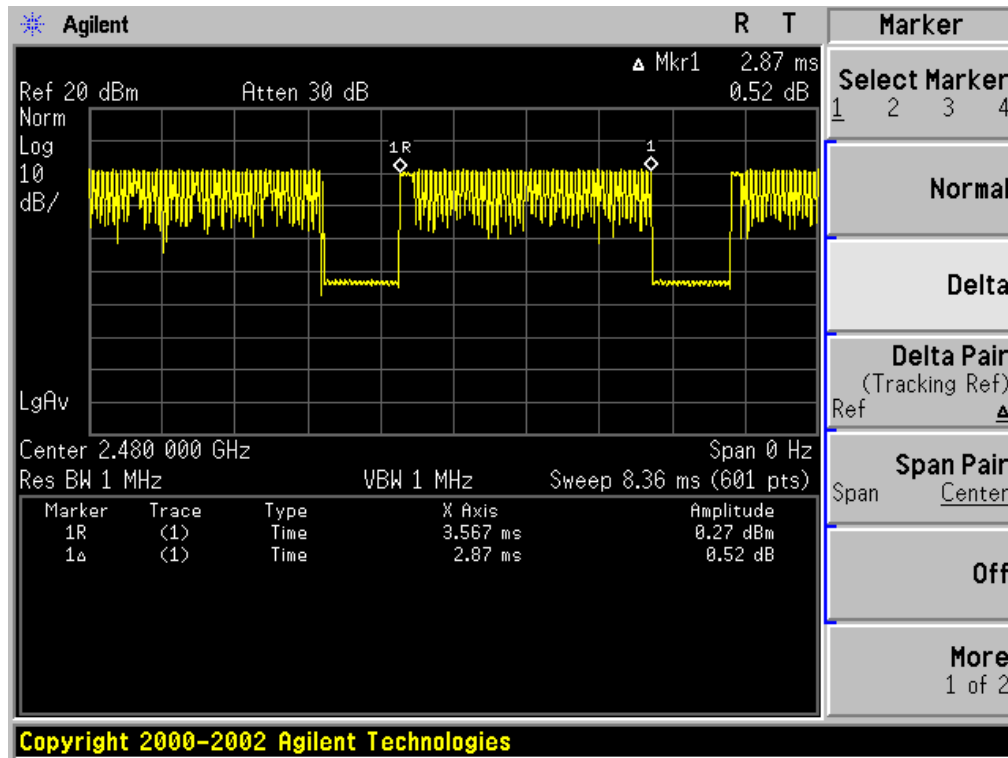 Agilent R T
Marker
Δ Mkr1 2.87 ms
Ref 20 dBm Atten 30 dB 0.52 dB
Norm
Log
10
dB/
1R
1
LgAv
Center 2.480 000 GHz Span 0 Hz
Res BW 1 MHz VBW 1 MHz Sweep 8.36 ms (601 pts)
Marker Trace Type X Axis Amplitude
1R (1) Time 3.567 ms 0.27 dBm
1Δ (1) Time 2.87 ms 0.52 dB
Select Marker
1 2 3 4
Normal
Delta
Delta Pair
(Tracking Ref)
Ref Δ
Span Pair
Span Center
Off
More
1 of 2
Copyright 2000-2002 Agilent Technologies